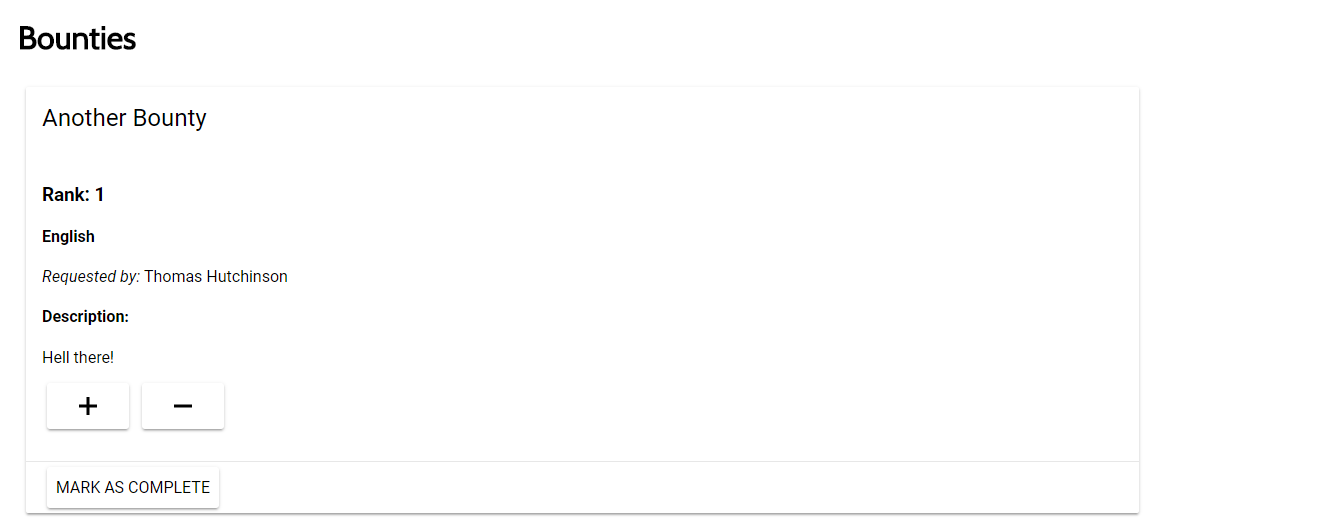 Bounties
Another Bounty
Rank: 1
English
Requested by: Thomas Hutchinson
Description:
Hell there!
+ −
MARK AS COMPLETE